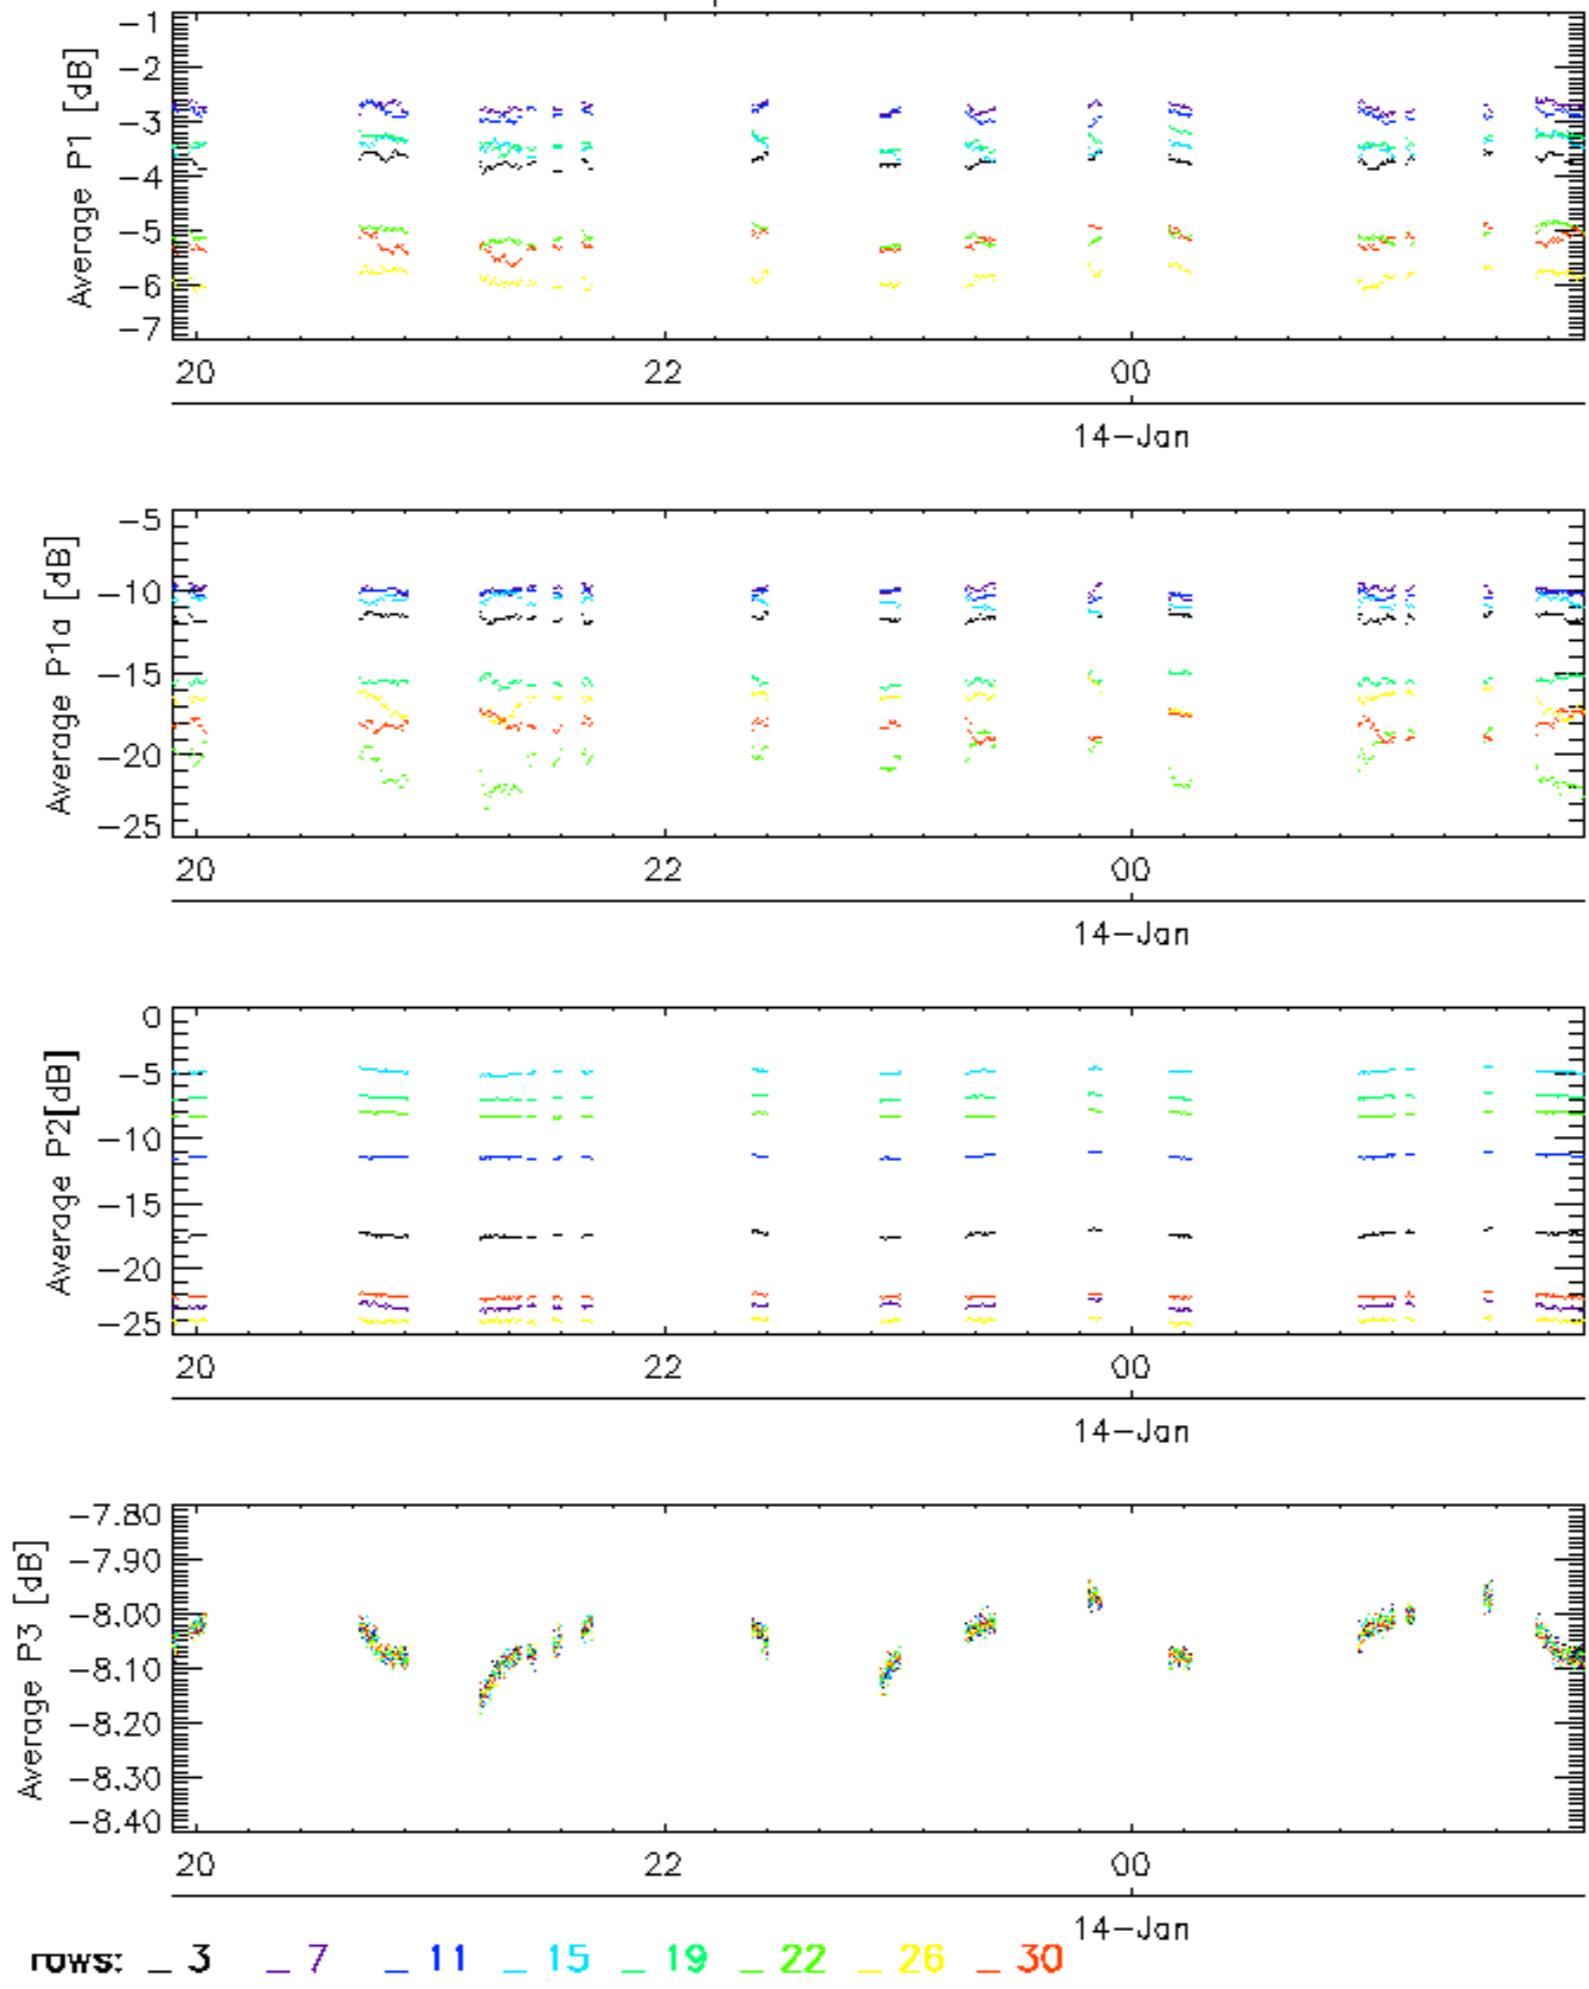 Average P1 [dB]
-1
-2
-3
-4
-5
-6
-7
20 22 00
14-Jan
Average P1a [dB]
-5
-10
-15
-20
-25
20 22 00
14-Jan
Average P2[dB]
0
-5
-10
-15
-20
-25
20 22 00
14-Jan
Average P3 [dB]
-7.80
-7.90
-8.00
-8.10
-8.20
-8.30
-8.40
20 22 00
14-Jan
rows: _ 3 _ 7 _ 11 _ 15 _ 19 _ 22 _ 26 _ 30